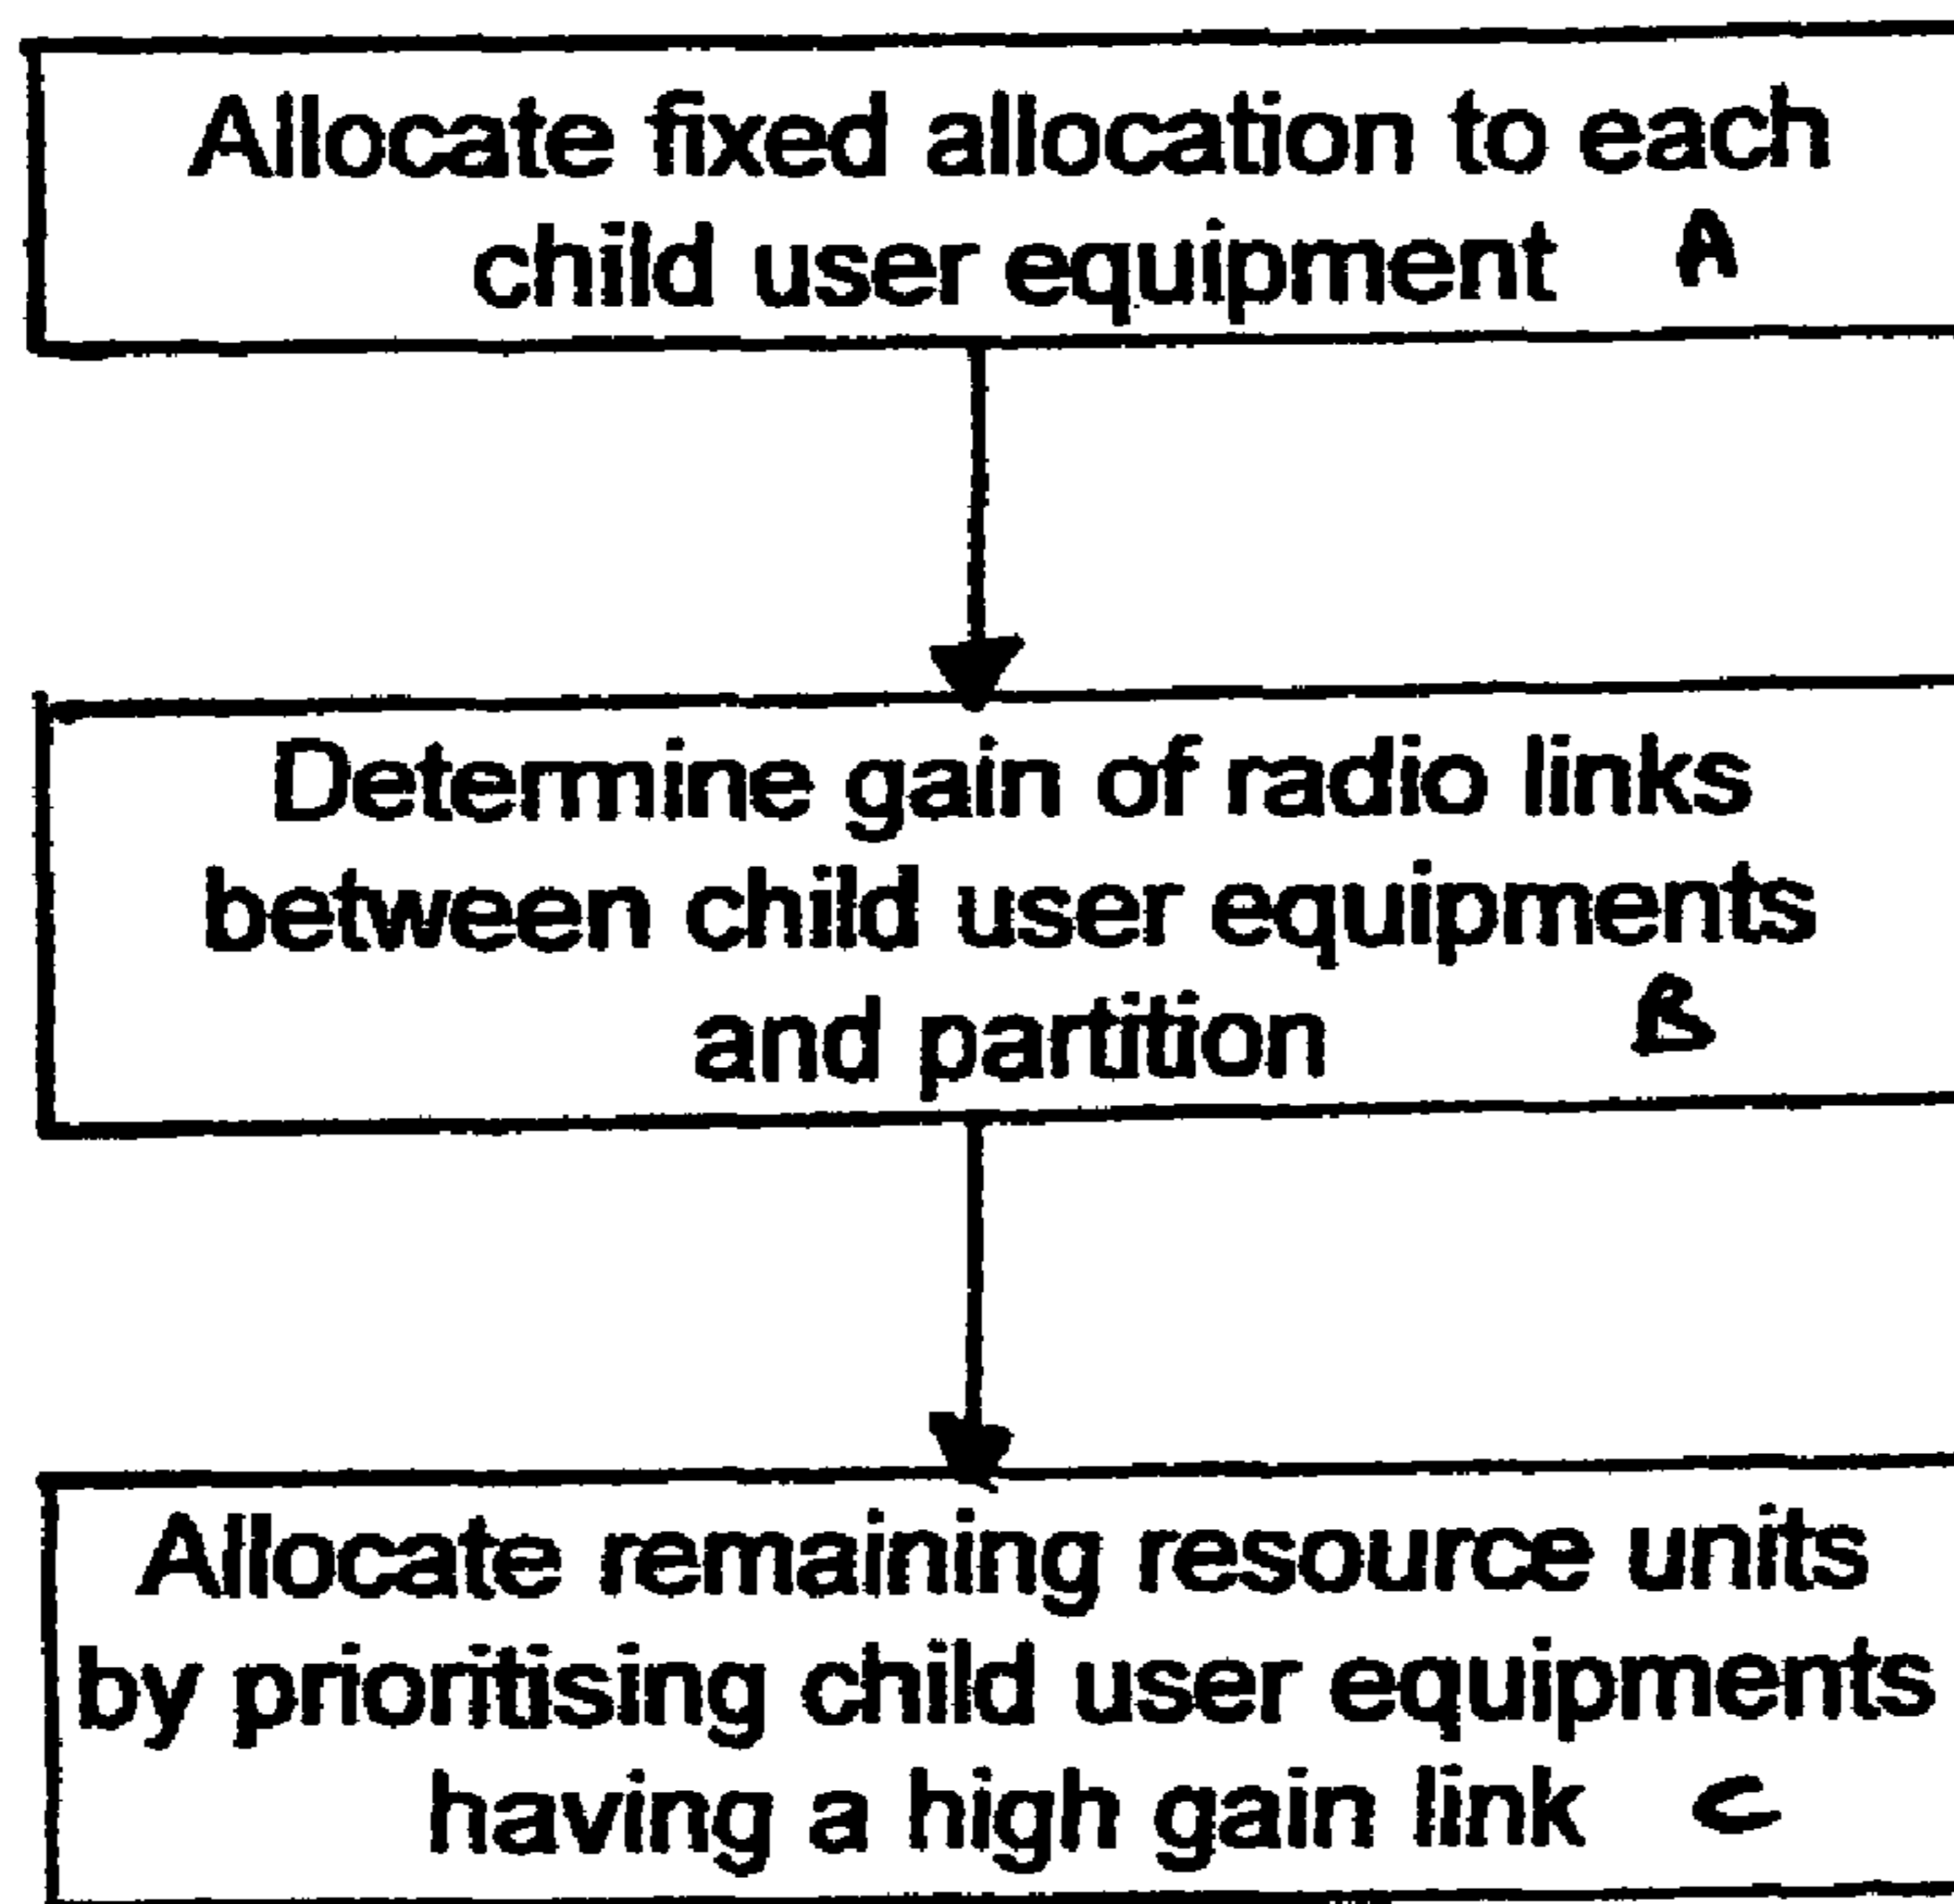 Allocate fixed allocation to each
child user equipment A
Determine gain of radio links
between child user equipments
and partition B
Allocate remaining resource units
by prioritising child user equipments
having a high gain link C